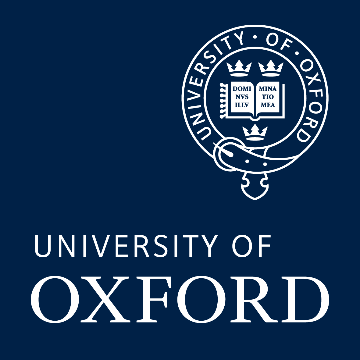 UNIVERSITY · OF · OXFORD
DOMI MINA
NVS TIO
ILLV MEA
UNIVERSITY OF
OXFORD